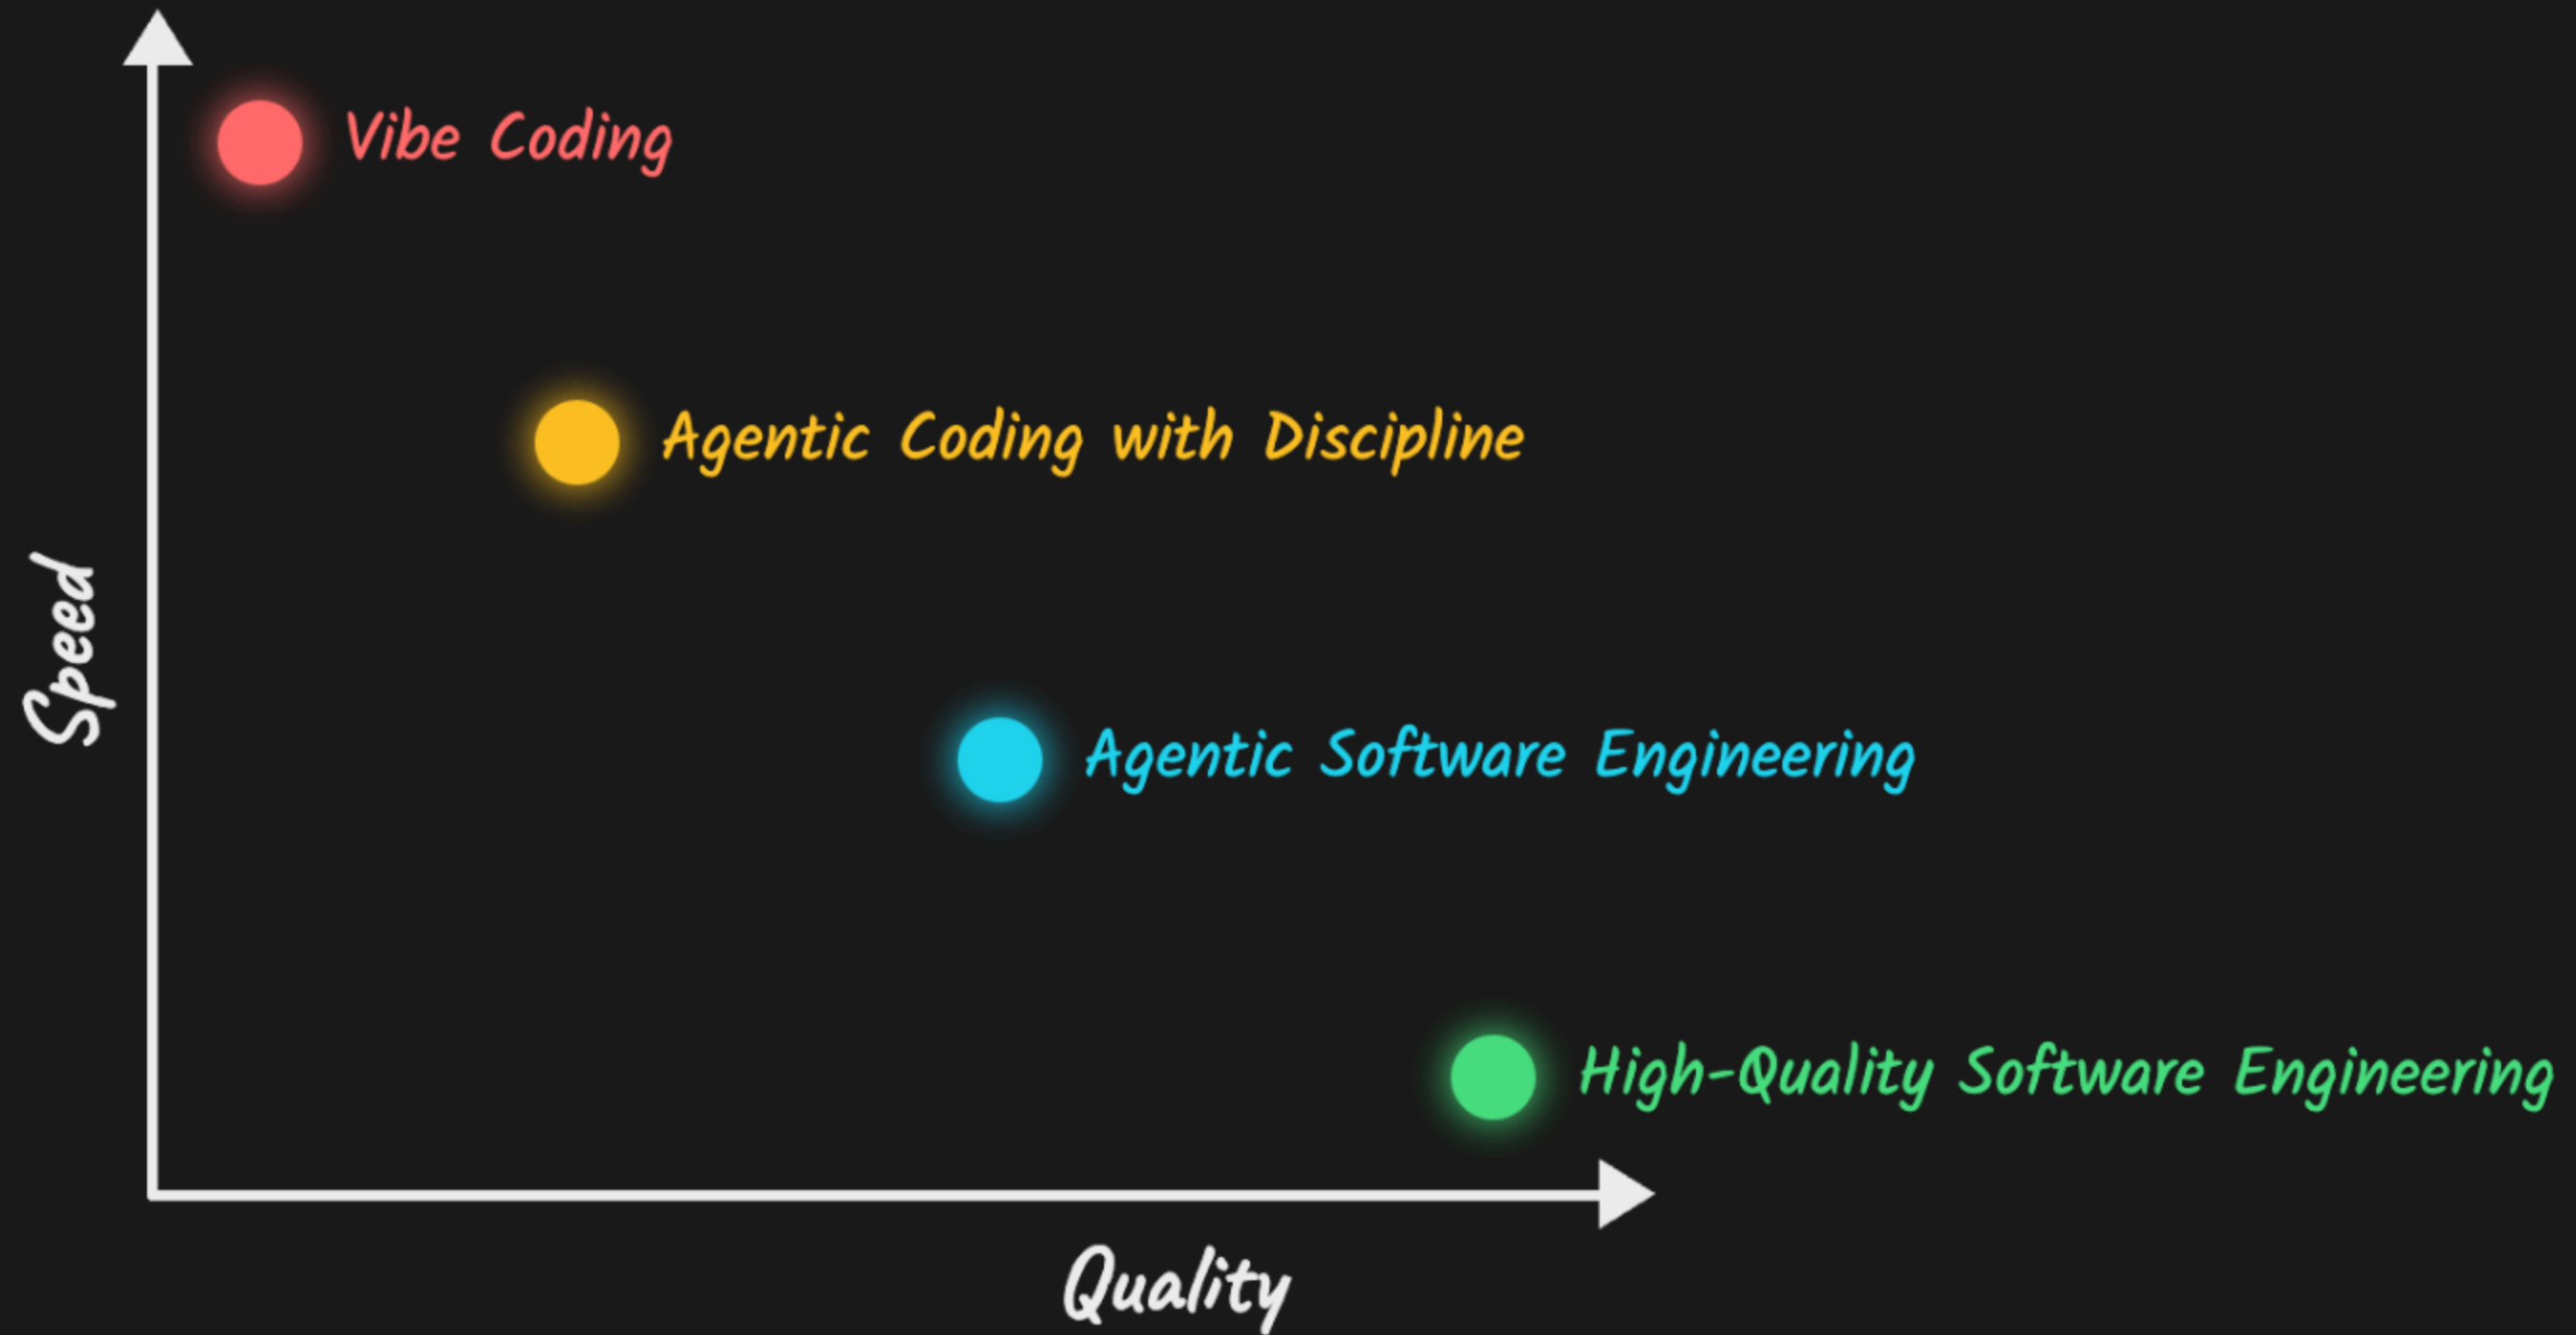 Vibe Coding
Agentic Coding with Discipline
Speed
Agentic Software Engineering
High-Quality Software Engineering
Quality